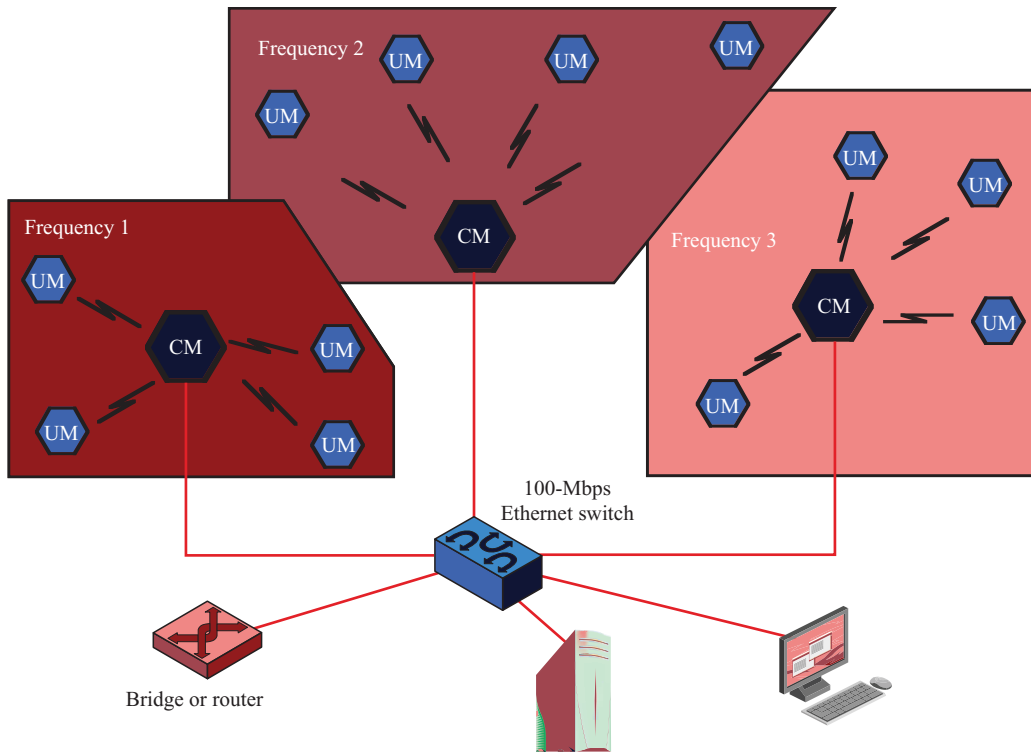 Frequency 2
UM
UM
UM
UM
CM
Frequency 1
UM
CM
UM
UM
UM
Frequency 3
UM
UM
CM
UM
UM
100-Mbps
Ethernet switch
Bridge or router